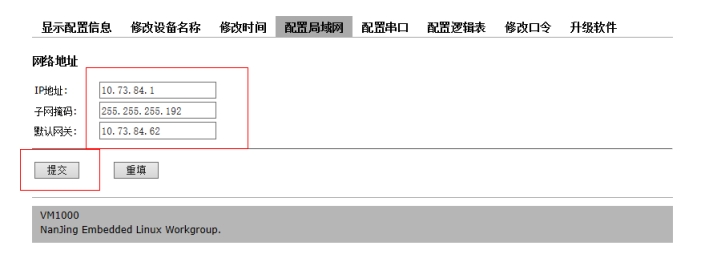 显示配置信息 修改设备名称 修改时间 配置局域网 配置串口 配置逻辑表 修改口令 升级软件
网络地址
IP地址: 10.73.84.1
子网掩码: 255.255.255.192
默认网关: 10.73.84.62
提交 重填
VM1000
NanJing Embedded Linux Workgroup.